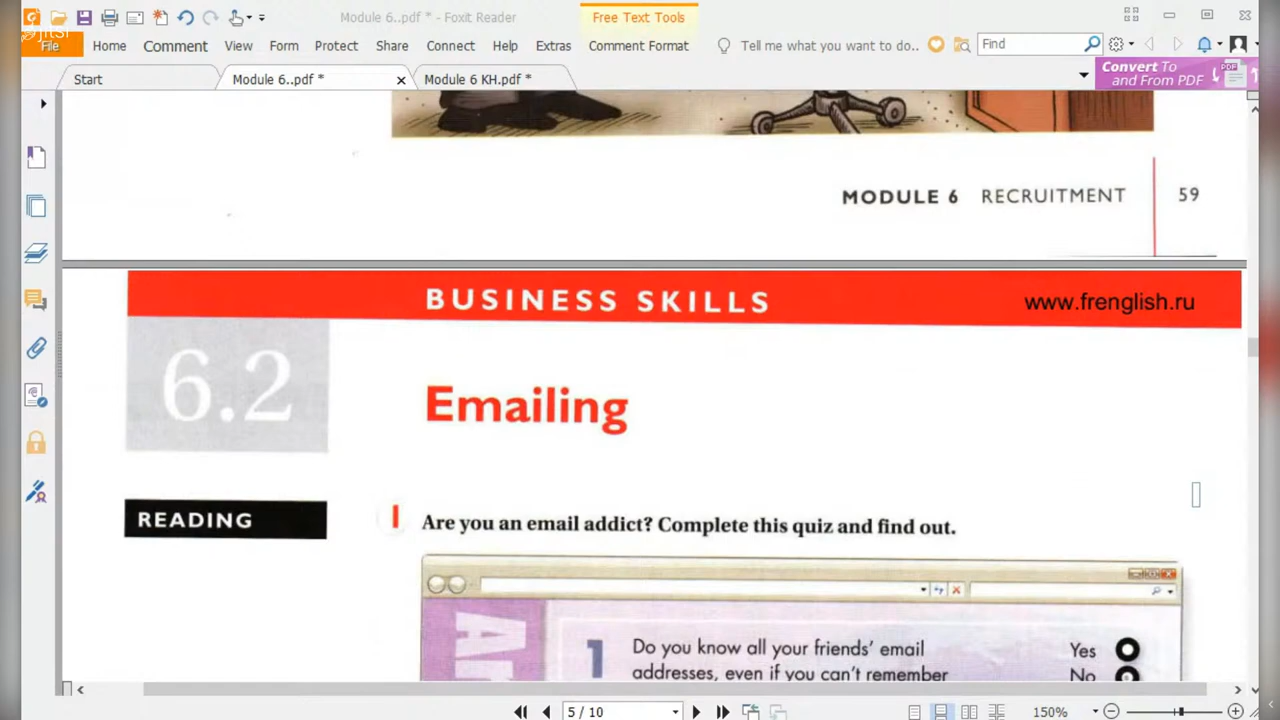 Module 6..pdf * - Foxit Reader
Free Text Tools
File
Home
Comment
View
Form
Protect
Share
Connect
Help
Extras
Comment Format
Tell me what you want to do..
Find
Start
Module 6..pdf *
Module 6 KH.pdf *
Convert To
and From PDF
PDF
MODULE 6 RECRUITMENT 59
BUSINESS SKILLS
www.frenglish.ru
6.2
Emailing
READING
1 Are you an email addict? Complete this quiz and find out.
Ar
1
Do you know all your friends' email Yes
addresses, even if you can't remember No
5 / 10
150%